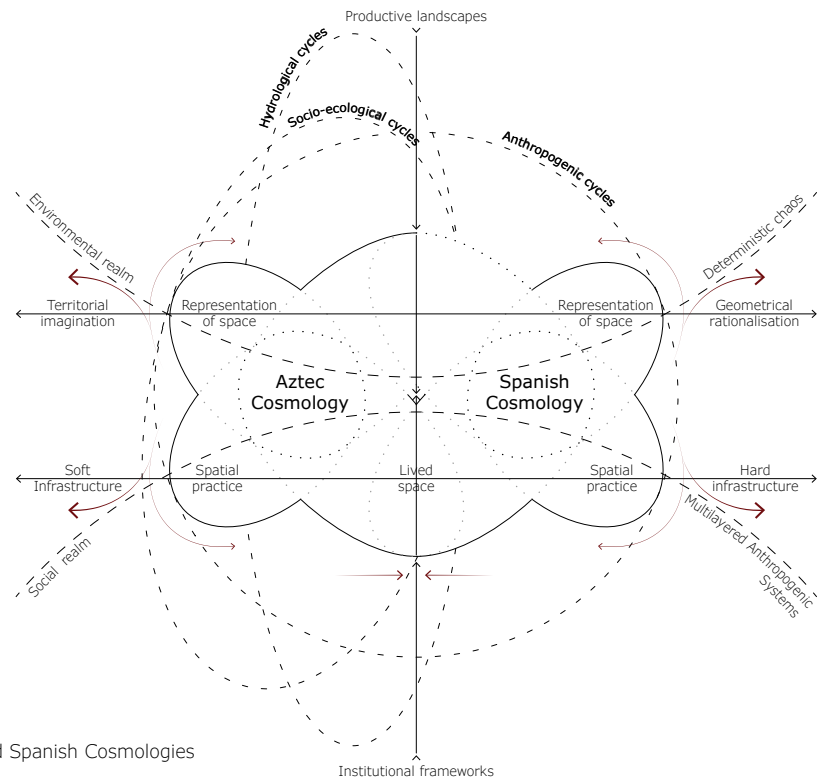 Productive landscapes
Hydrological cycles
Socio-ecological cycles
Anthropogenic cycles
Environmental realm
Deterministic chaos
Territorial
imagination
Representation
of space
Representation
of space
Geometrical
rationalisation
Aztec
Cosmology
Spanish
Cosmology
Soft
Infrastructure
Spatial
practice
Lived
space
Spatial
practice
Hard
infrastructure
Social realm
Multilayered Anthropogenic
Systems
Spanish Cosmologies
Institutional frameworks